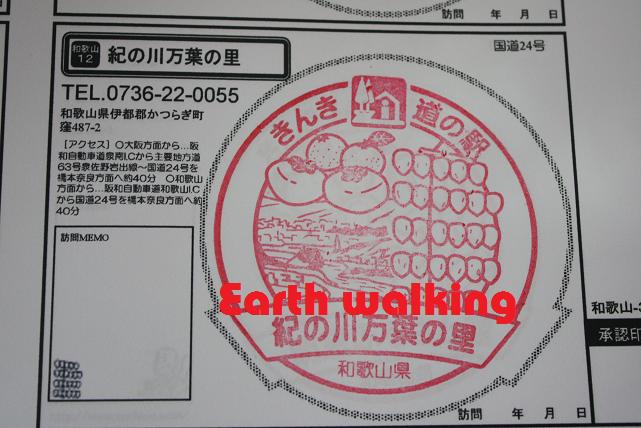 訪問 年 月 日
和歌山
12
紀の川万葉の里
国道24号
TEL.0736-22-0055
和歌山県伊都郡かつらぎ町
窪487-2
［アクセス］○大阪方面から…阪
和自動車道泉南I.Cから主要地方道
63号泉佐野岩出線～国道24号を
橋本奈良方面へ約40分 ○和歌山
方面から…阪和自動車道和歌山I.C
から国道24号を橋本奈良方面へ約
40分
訪問MEMO
きんき 道の駅
Earth walking
紀の川万葉の里
和歌山県
訪問 年 月 日
和歌山-3
承認印